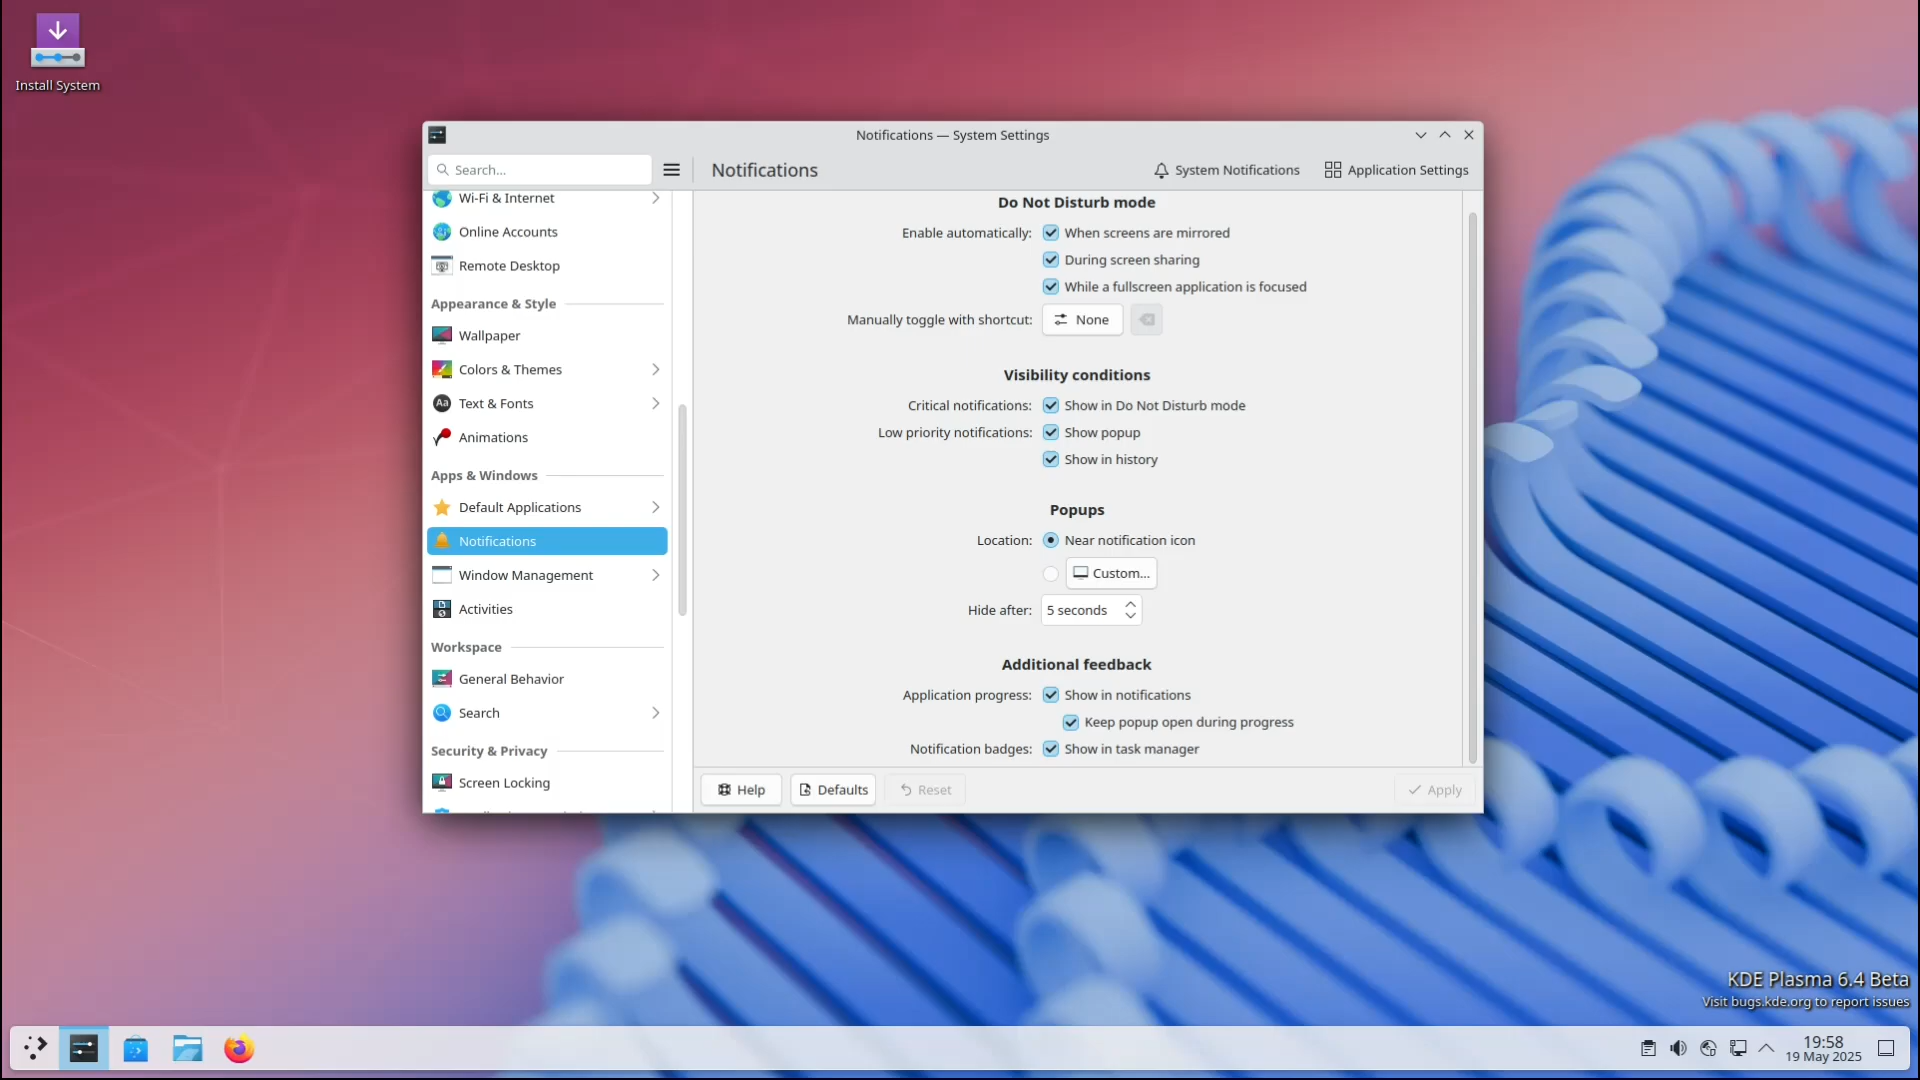 Install System
Notifications — System Settings
Search...
Notifications
System Notifications
Application Settings
Wi-Fi & Internet
Online Accounts
Remote Desktop
Appearance & Style
Wallpaper
Colors & Themes
Text & Fonts
Animations
Apps & Windows
Default Applications
Notifications
Window Management
Activities
Workspace
General Behavior
Search
Security & Privacy
Screen Locking
Do Not Disturb mode
Enable automatically: When screens are mirrored
During screen sharing
While a fullscreen application is focused
Manually toggle with shortcut: None
Visibility conditions
Critical notifications: Show in Do Not Disturb mode
Low priority notifications: Show popup
Show in history
Popups
Location: Near notification icon
Custom...
Hide after: 5 seconds
Additional feedback
Application progress: Show in notifications
Keep popup open during progress
Notification badges: Show in task manager
Help
Defaults
Reset
Apply
KDE Plasma 6.4 Beta
Visit bugs.kde.org to report issues
19:58
19 May 2025